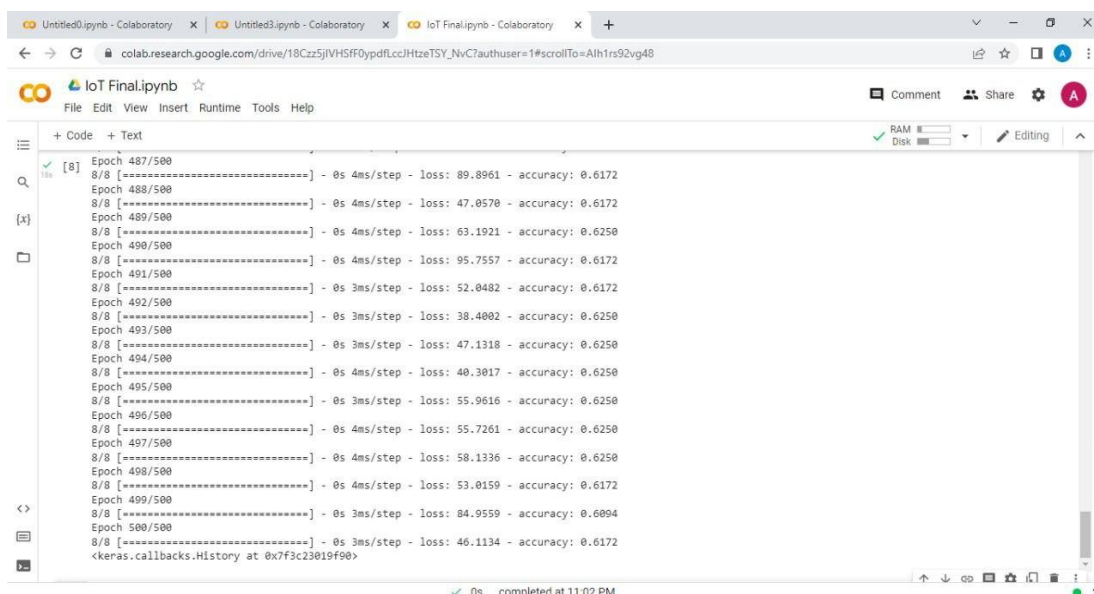 Untitled0.ipynb - Colaboratory
Untitled3.ipynb - Colaboratory
IoT Final.ipynb - Colaboratory
colab.research.google.com/drive/18Czz5jIVHSfF0ypdfLccJHtzeTSY_NvC?authuser=1#scrollTo=AIh1rs92vg48
A
CO
IoT Final.ipynb
Comment
Share
A
File Edit View Insert Runtime Tools Help
+ Code + Text
RAM
Disk
Editing
[8]
18s
{x}
Epoch 487/500
8/8 [==============================] - 0s 4ms/step - loss: 89.8961 - accuracy: 0.6172
Epoch 488/500
8/8 [==============================] - 0s 4ms/step - loss: 47.0570 - accuracy: 0.6172
Epoch 489/500
8/8 [==============================] - 0s 4ms/step - loss: 63.1921 - accuracy: 0.6250
Epoch 490/500
8/8 [==============================] - 0s 4ms/step - loss: 95.7557 - accuracy: 0.6172
Epoch 491/500
8/8 [==============================] - 0s 3ms/step - loss: 52.0482 - accuracy: 0.6172
Epoch 492/500
8/8 [==============================] - 0s 3ms/step - loss: 38.4002 - accuracy: 0.6250
Epoch 493/500
8/8 [==============================] - 0s 3ms/step - loss: 47.1318 - accuracy: 0.6250
Epoch 494/500
8/8 [==============================] - 0s 4ms/step - loss: 40.3017 - accuracy: 0.6250
Epoch 495/500
8/8 [==============================] - 0s 3ms/step - loss: 55.9616 - accuracy: 0.6250
Epoch 496/500
8/8 [==============================] - 0s 4ms/step - loss: 55.7261 - accuracy: 0.6250
Epoch 497/500
8/8 [==============================] - 0s 4ms/step - loss: 58.1336 - accuracy: 0.6250
Epoch 498/500
8/8 [==============================] - 0s 4ms/step - loss: 53.0159 - accuracy: 0.6172
Epoch 499/500
8/8 [==============================] - 0s 3ms/step - loss: 84.9559 - accuracy: 0.6094
Epoch 500/500
8/8 [==============================] - 0s 3ms/step - loss: 46.1134 - accuracy: 0.6172
<keras.callbacks.History at 0x7f3c23019f90>
0s completed at 11:02 PM